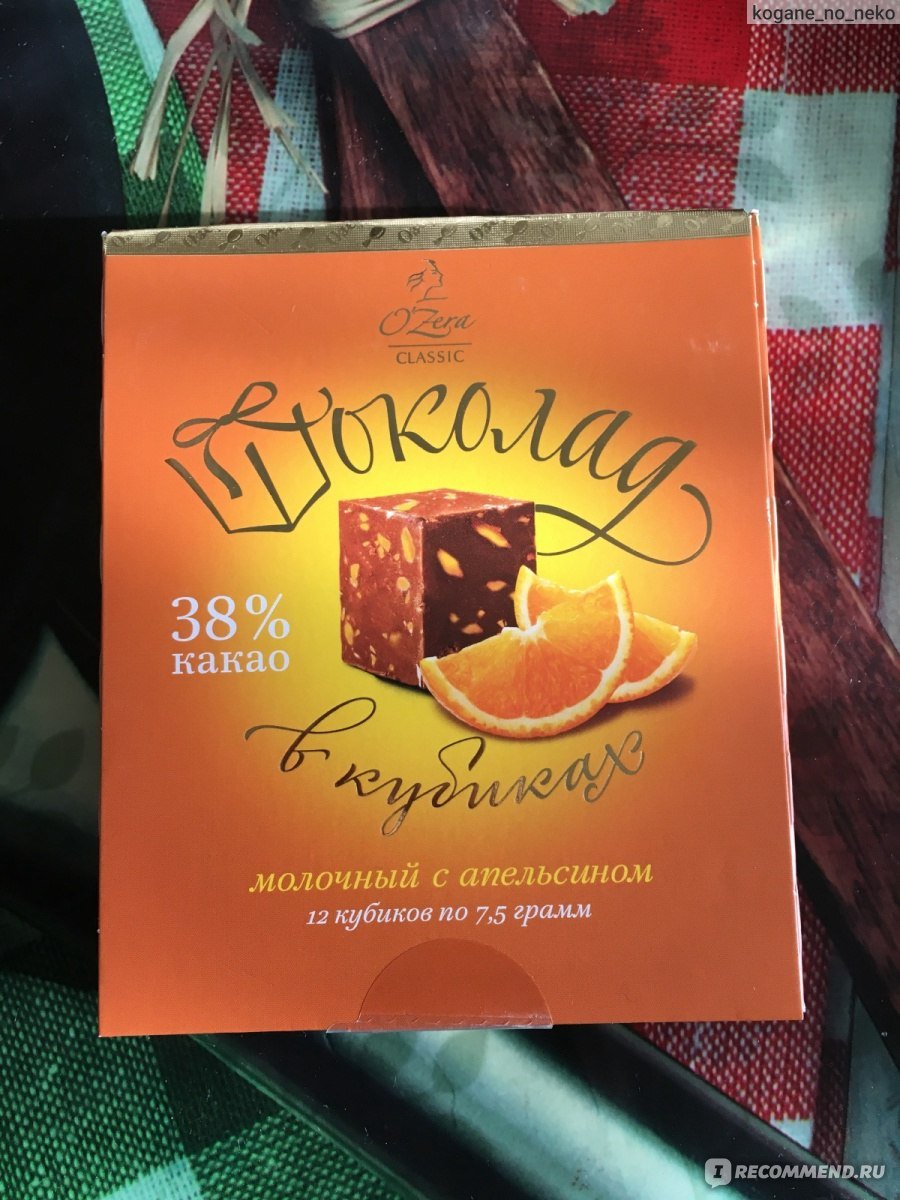 kogane_no_neko
O'Zera
CLASSIC
Шоколад
38%
какао
в кубиках
молочный с апельсином
12 кубиков по 7,5 грамм
I RECOMMEND.RU